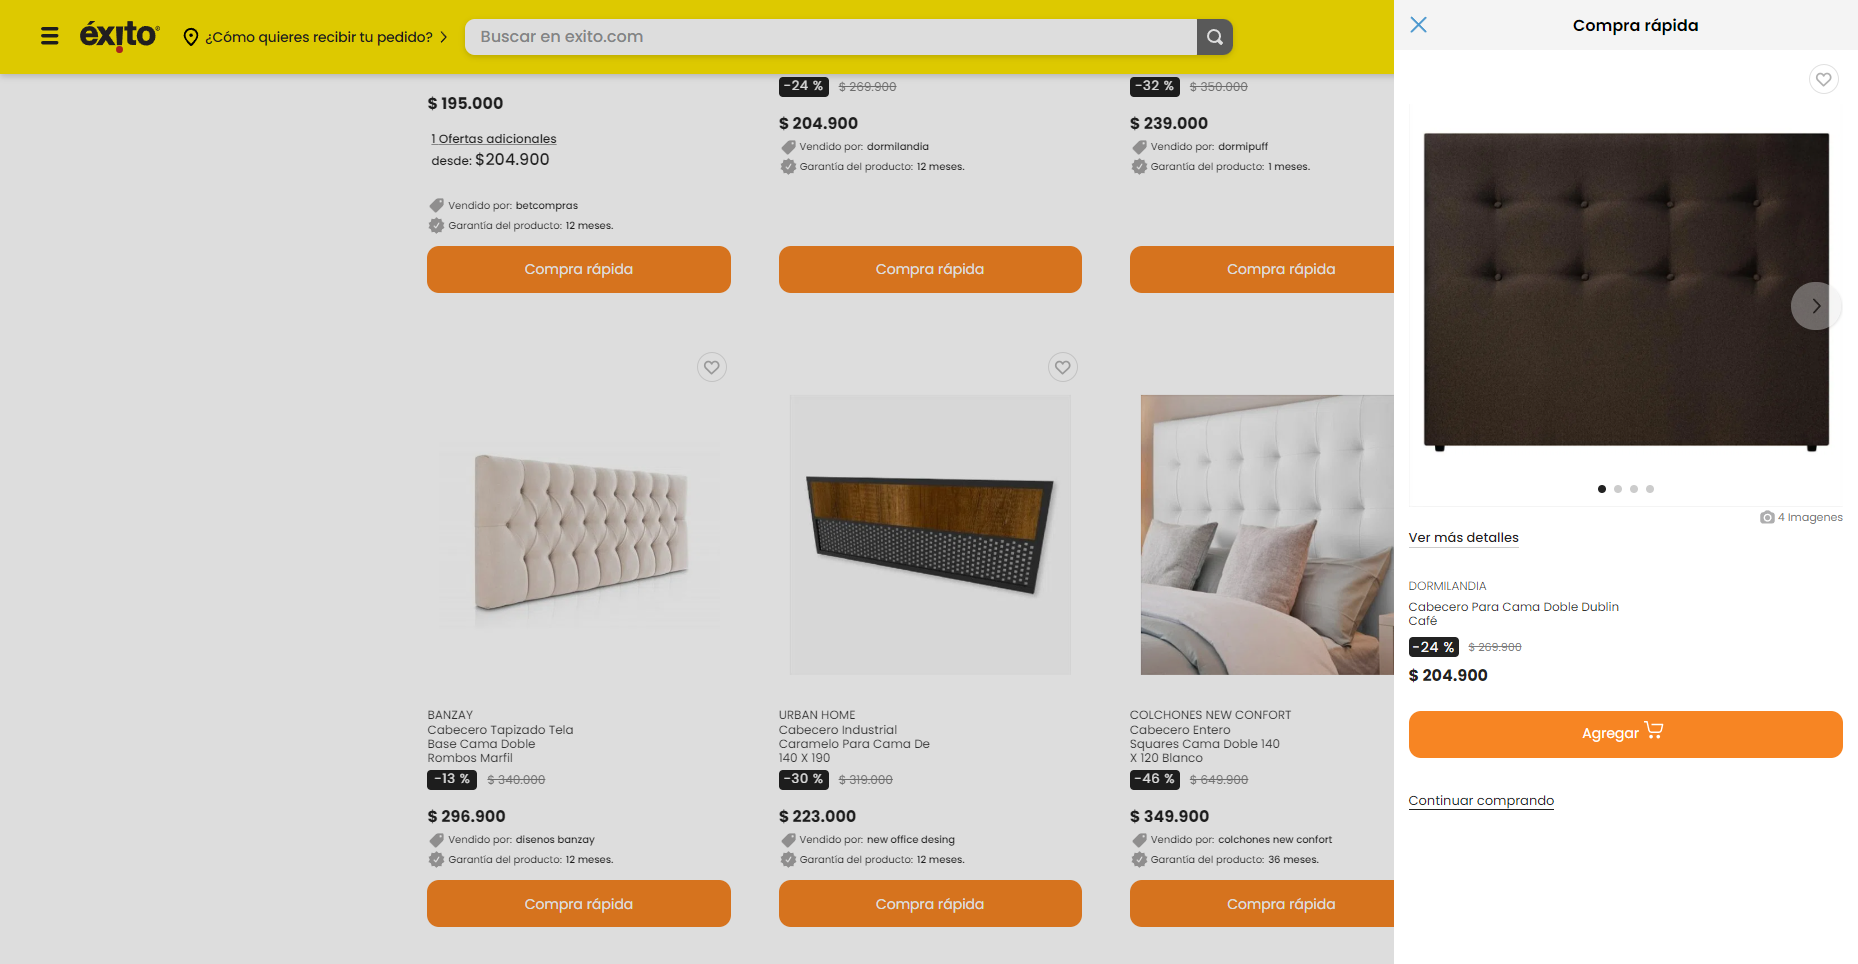 éxito
¿Cómo quieres recibir tu pedido?
Buscar en exito.com
$ 195.000
1 Ofertas adicionales
desde: $204.900
Vendido por: betcompras
Garantía del producto: 12 meses.
Compra rápida
-24 % $ 269.900
$ 204.900
Vendido por: dormilandia
Garantía del producto: 12 meses.
Compra rápida
-32 % $ 350.000
$ 239.000
Vendido por: dormipuff
Garantía del producto: 1 meses.
Compra rápida
BANZAY
Cabecero Tapizado Tela
Base Cama Doble
Rombos Marfil
-13 % $ 340.000
$ 296.900
Vendido por: disenos banzay
Garantía del producto: 12 meses.
Compra rápida
URBAN HOME
Cabecero Industrial
Caramelo Para Cama De
140 X 190
-30 % $ 319.000
$ 223.000
Vendido por: new office desing
Garantía del producto: 12 meses.
Compra rápida
COLCHONES NEW CONFORT
Cabecero Entero
Squares Cama Doble 140
X 120 Blanco
-46 % $ 649.900
$ 349.900
Vendido por: colchones new confort
Garantía del producto: 36 meses.
Compra rápida
Compra rápida
4 Imagenes
Ver más detalles
DORMILANDIA
Cabecero Para Cama Doble Dublin
Café
-24 % $ 269.900
$ 204.900
Agregar
Continuar comprando